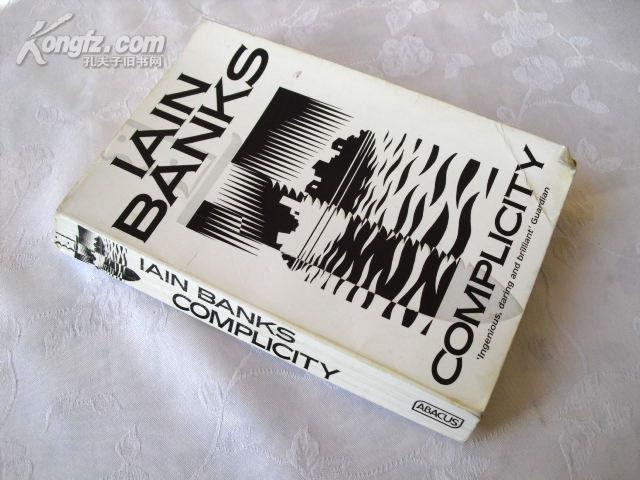 Kongfz.com
孔夫子旧书网
IAIN
BANKS
COMPLICITY
'Ingenious, daring and brilliant' Guardian
IAIN BANKS
COMPLICITY
ABACUS